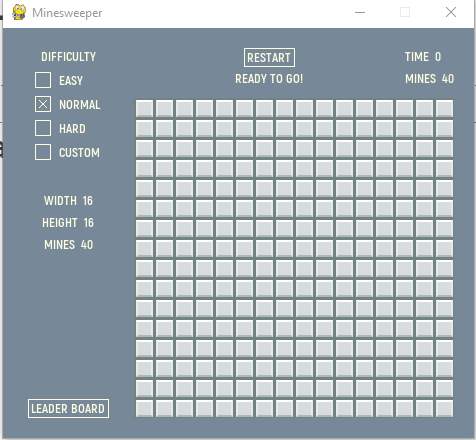 Minesweeper
DIFFICULTY
EASY
NORMAL
HARD
CUSTOM
WIDTH 16
HEIGHT 16
MINES 40
LEADER BOARD
RESTART
READY TO GO!
TIME 0
MINES 40